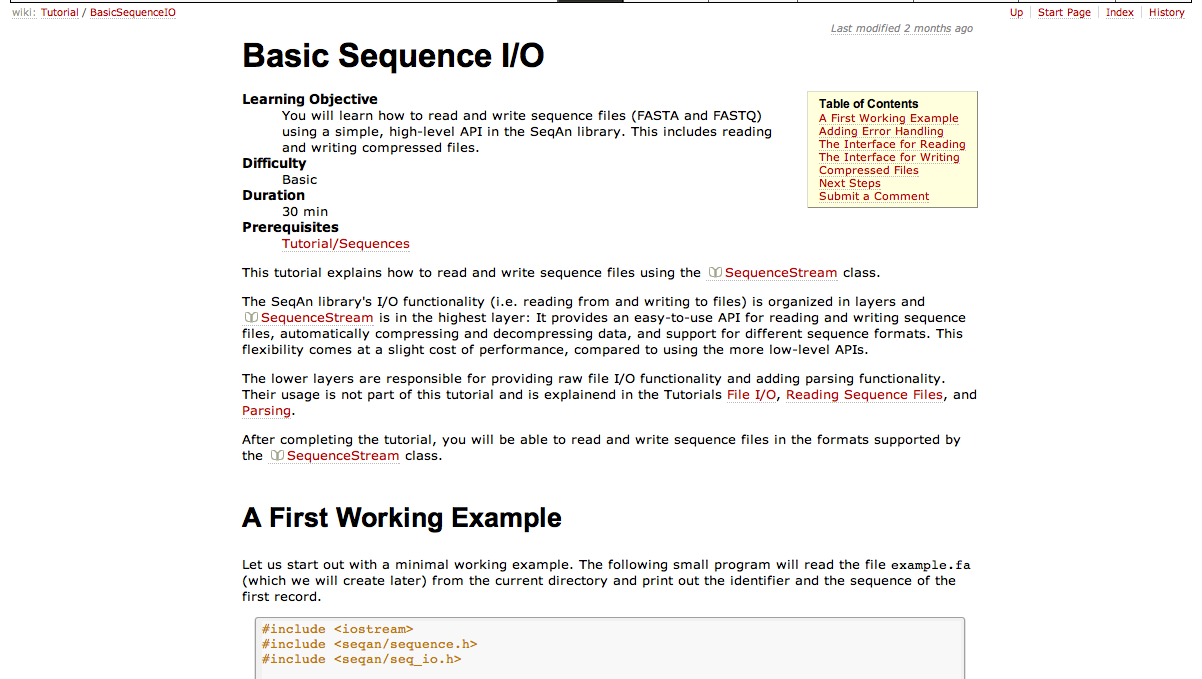 wiki: Tutorial / BasicSequenceIO
Up Start Page Index History
Last modified 2 months ago
Basic Sequence I/O
Learning Objective
You will learn how to read and write sequence files (FASTA and FASTQ)
using a simple, high-level API in the SeqAn library. This includes reading
and writing compressed files.
Difficulty
Basic
Duration
30 min
Prerequisites
Tutorial/Sequences
Table of Contents
A First Working Example
Adding Error Handling
The Interface for Reading
The Interface for Writing
Compressed Files
Next Steps
Submit a Comment
This tutorial explains how to read and write sequence files using the SequenceStream class.
The SeqAn library's I/O functionality (i.e. reading from and writing to files) is organized in layers and
SequenceStream is in the highest layer: It provides an easy-to-use API for reading and writing sequence
files, automatically compressing and decompressing data, and support for different sequence formats. This
flexibility comes at a slight cost of performance, compared to using the more low-level APIs.
The lower layers are responsible for providing raw file I/O functionality and adding parsing functionality.
Their usage is not part of this tutorial and is explainend in the Tutorials File I/O, Reading Sequence Files, and
Parsing.
After completing the tutorial, you will be able to read and write sequence files in the formats supported by
the SequenceStream class.
A First Working Example
Let us start out with a minimal working example. The following small program will read the file example.fa
(which we will create later) from the current directory and print out the identifier and the sequence of the
first record.
#include <iostream>
#include <seqan/sequence.h>
#include <seqan/seq_io.h>